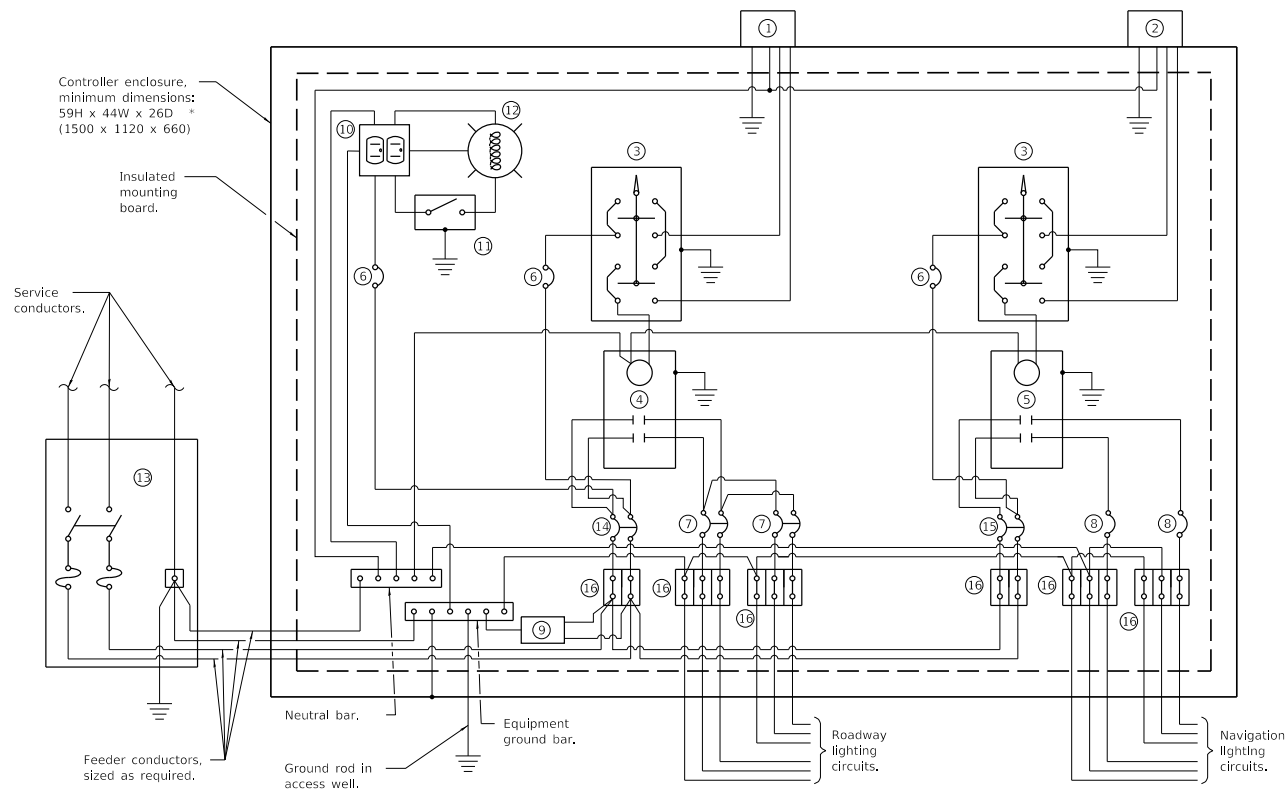 1
2
Controller enclosure,
minimum dimensions:
59H x 44W x 26D *
(1500 x 1120 x 660)
12
10
3
3
Insulated
mounting
board.
11
6
6
6
Service
conductors.
4
5
13
14
7
7
15
8
8
16
16
16
16
16
16
9
Neutral bar.
Equipment
ground bar.
Roadway
lighting
circuits.
Navigation
lighting
circuits.
Feeder conductors,
sized as required.
Ground rod in
access well.